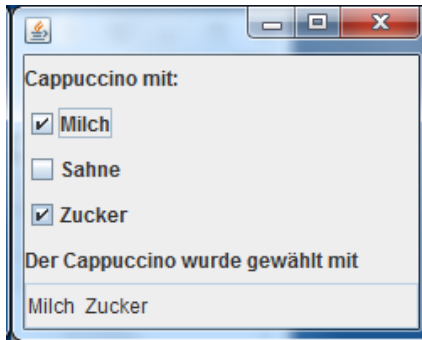 Cappuccino mit:
Milch
Sahne
Zucker
Der Cappuccino wurde gewählt mit
Milch Zucker